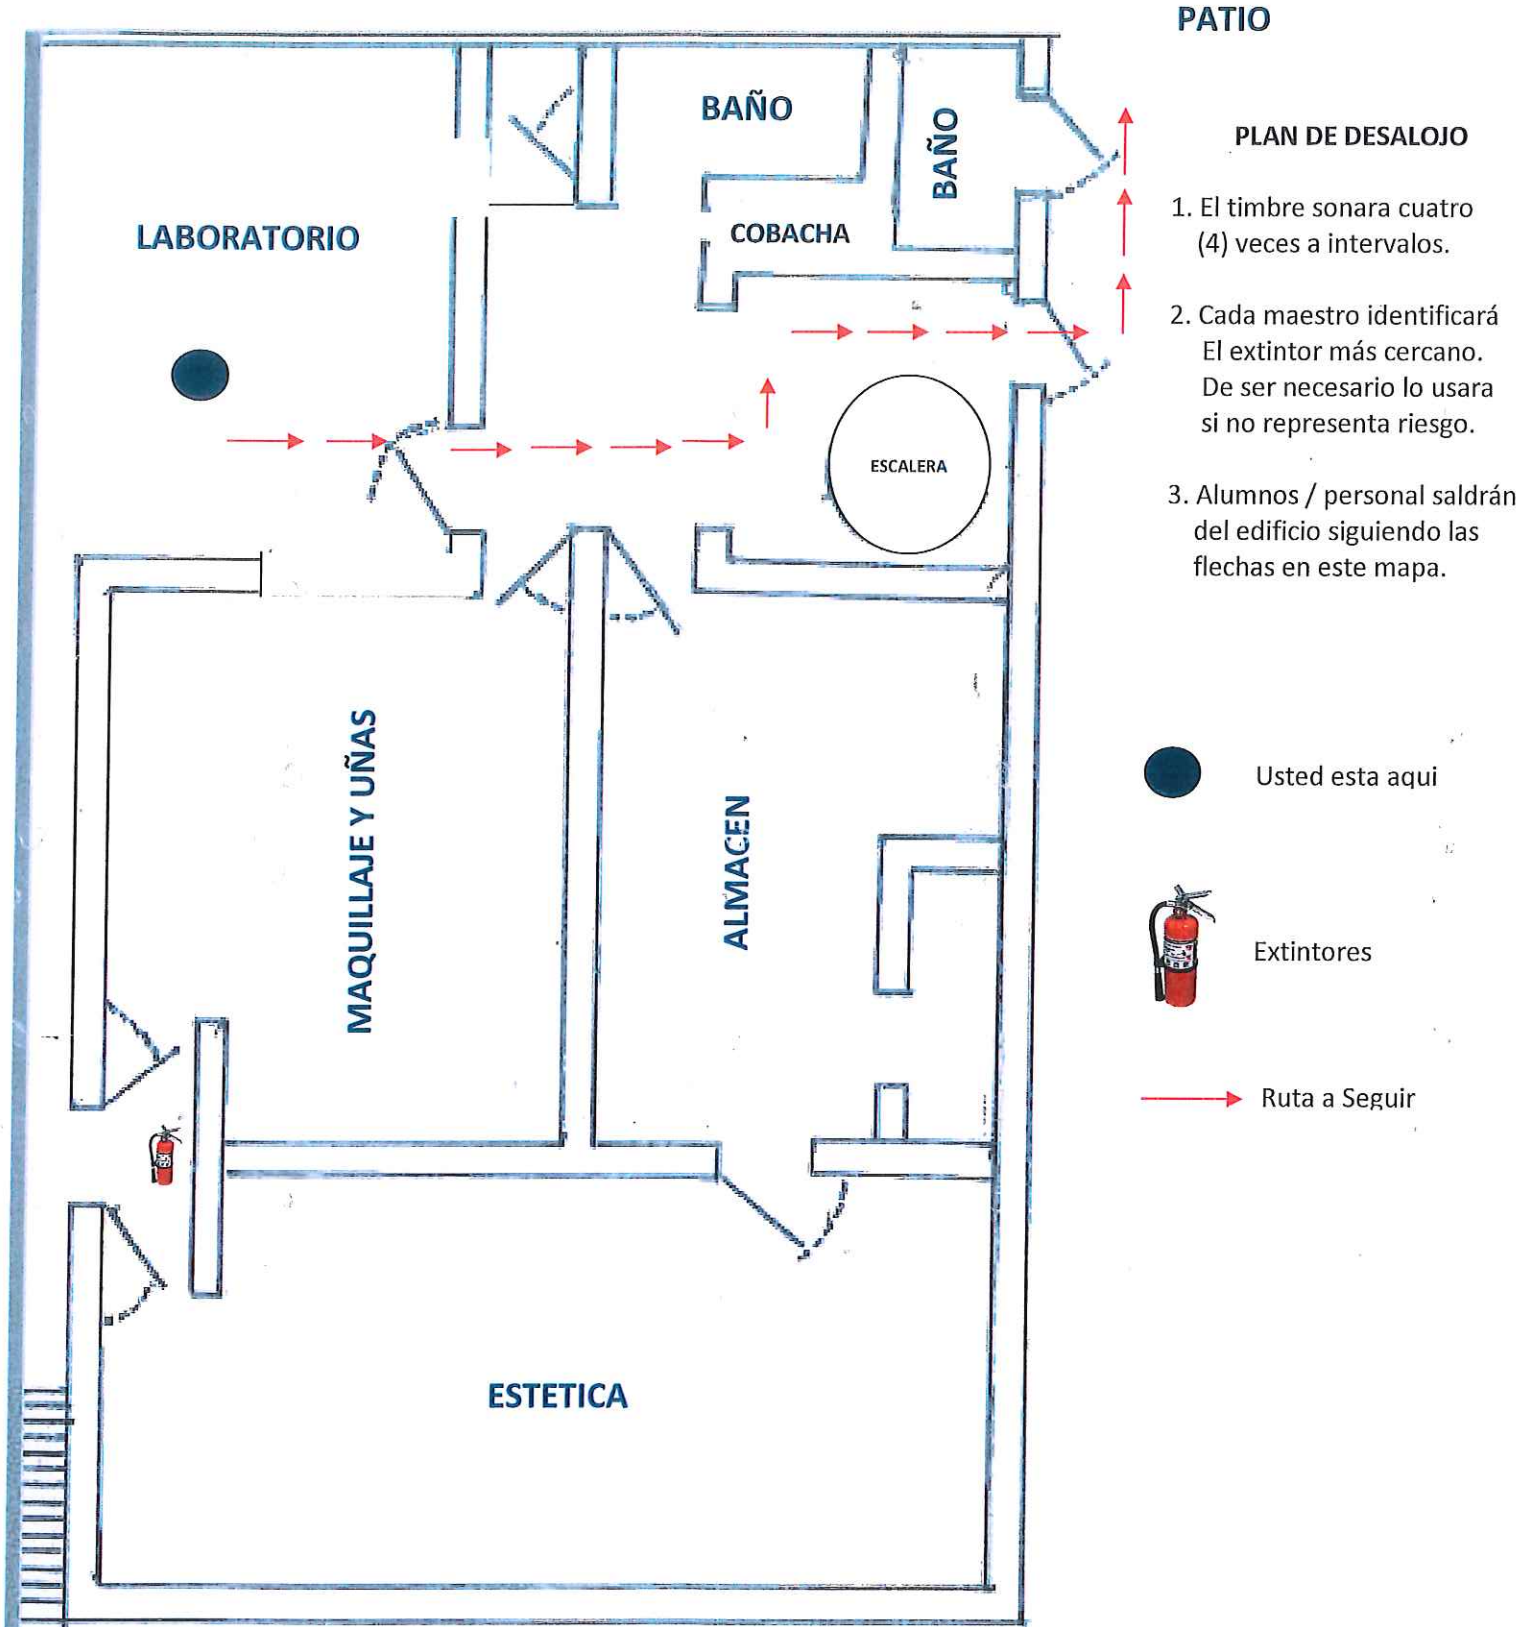 PATIO
BAÑO
BAÑO
LABORATORIO
COBACHA
ESCALERA
MAQUILLAJE Y UÑAS
ALMACEN
ESTETICA
PLAN DE DESALOJO
1. El timbre sonara cuatro
(4) veces a intervalos.
2. Cada maestro identificará
El extintor más cercano.
De ser necesario lo usara
si no representa riesgo.
3. Alumnos / personal saldrán
del edificio siguiendo las
flechas en este mapa.
Usted esta aqui
Extintores
Ruta a Seguir